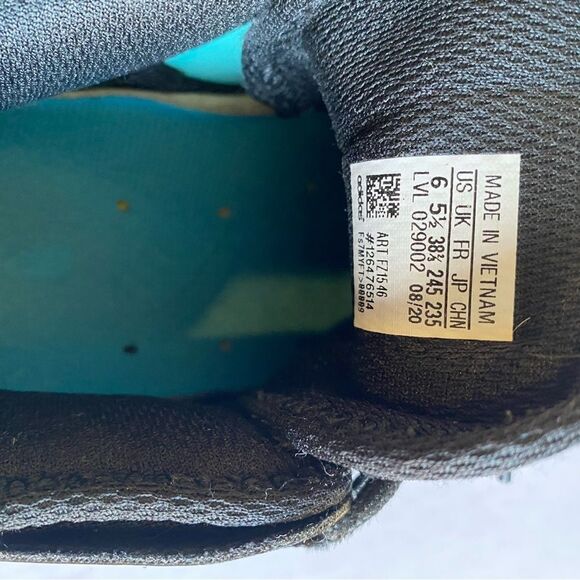 MADE IN VIETNAM
US UK FR JP CHN
6 5½ 38⅔ 245 235
LVL 029002 08/20
adidas
ART FZ1546
#126476514